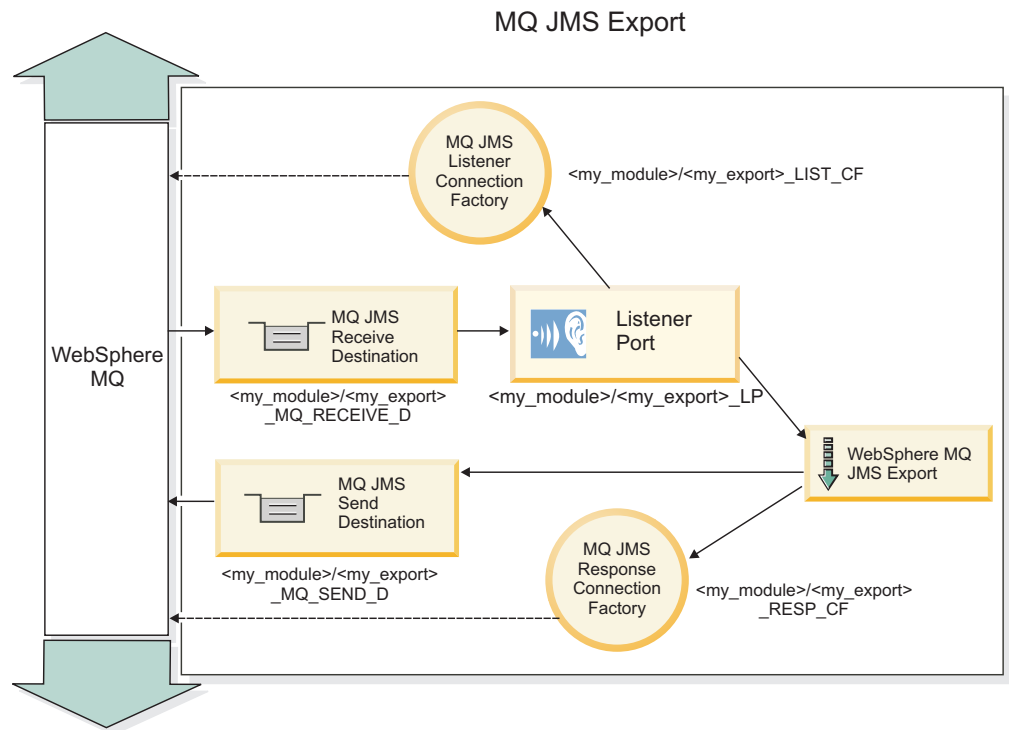 MQ JMS Export
MQ JMS
Listener
Connection
Factory
<my_module>/<my_export>_LIST_CF
WebSphere
MQ
MQ JMS
Receive
Destination
<my_module>/<my_export>
_MQ_RECEIVE_D
Listener
Port
<my_module>/<my_export>_LP
WebSphere MQ
JMS Export
MQ JMS
Send
Destination
<my_module>/<my_export>
_MQ_SEND_D
MQ JMS
Response
Connection
Factory
<my_module>/<my_export>
_RESP_CF